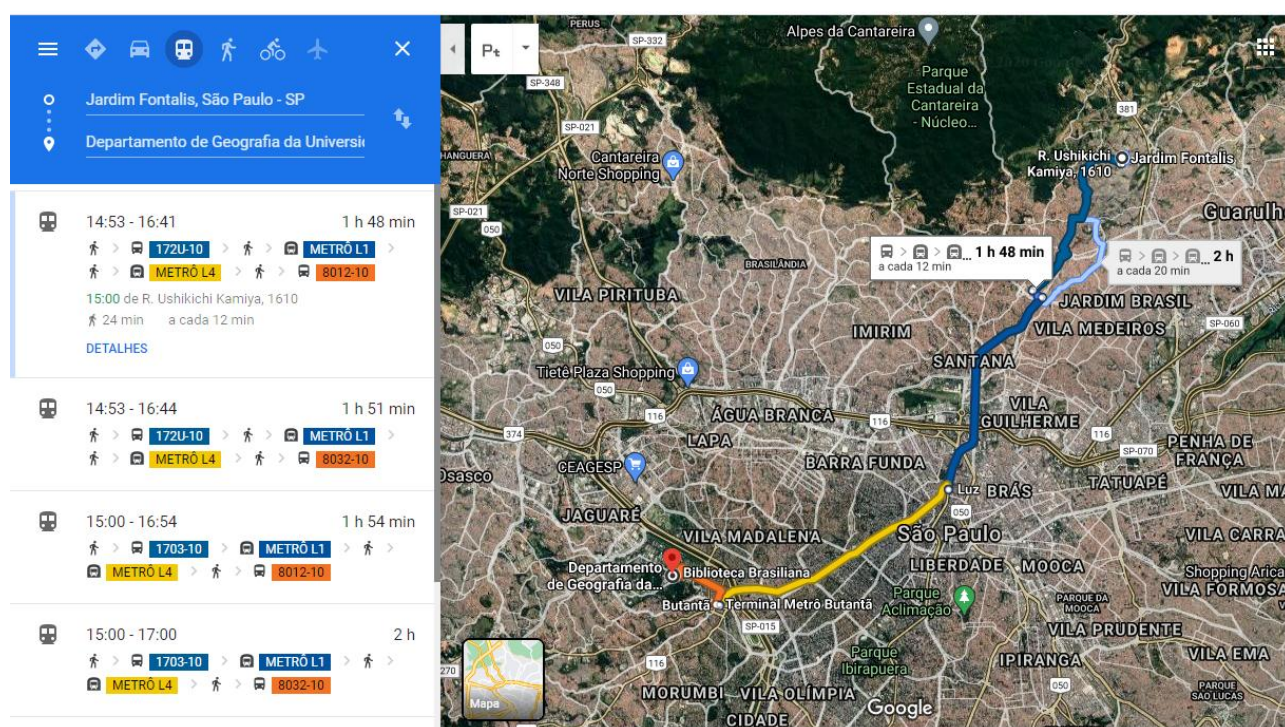 Jardim Fontalis, São Paulo - SP
Departamento de Geografia da Universi
14:53 - 16:41 1 h 48 min
172U-10 METRÔ L1
METRÔ L4 8012-10
15:00 de R. Ushikichi Kamiya, 1610
24 min a cada 12 min
DETALHES
14:53 - 16:44 1 h 51 min
172U-10 METRÔ L1
METRÔ L4 8032-10
15:00 - 16:54 1 h 54 min
1703-10 METRÔ L1
METRÔ L4 8012-10
15:00 - 17:00 2 h
1703-10 METRÔ L1
METRÔ L4 8032-10
Pt
PERUS
SP-332
Alpes da Cantareira
SP-348
Parque
Estadual da
Cantareira
- Núcleo...
381
SP-021
HANGUERA
Cantareira
Norte Shopping
R. Ushikichi
Kamiya, 1610
Jardim Fontalis
SP-021
050
Guarulh
... 1 h 48 min
a cada 12 min
... 2 h
a cada 20 min
BRASILÂNDIA
VILA PIRITUBA
JARDIM BRASIL
IMIRIM
VILA MEDEIROS
SP-060
050
SANTANA
Tietê Plaza Shopping
050
116
ÁGUA BRANCA
116
VILA
GUILHERME
116
374
LAPA
PENHA DE
FRANÇA
SP-070
BARRA FUNDA
CEAGESP
TATUAPÉ
Osasco
Luz
BRÁS
VILA MA
050
JAGUARÉ
VILA MADALENA
São Paulo
VILA CARRA
Departamento
de Geografia da...
Biblioteca Brasiliana
LIBERDADE
MOOCA
Shopping Arica
VILA FORMOSA
Butantã
Terminal Metrô Butantã
Parque
Aclimação
PARQUE DA
MOOCA
SP-015
VILA PRUDENTE
116
Parque
Ibirapuera
IPIRANGA
VILA EMA
270
050
PARQUE
SÃO LUCAS
Mapa
MORUMBI
VILA OLÍMPIA
Google
CIDADE